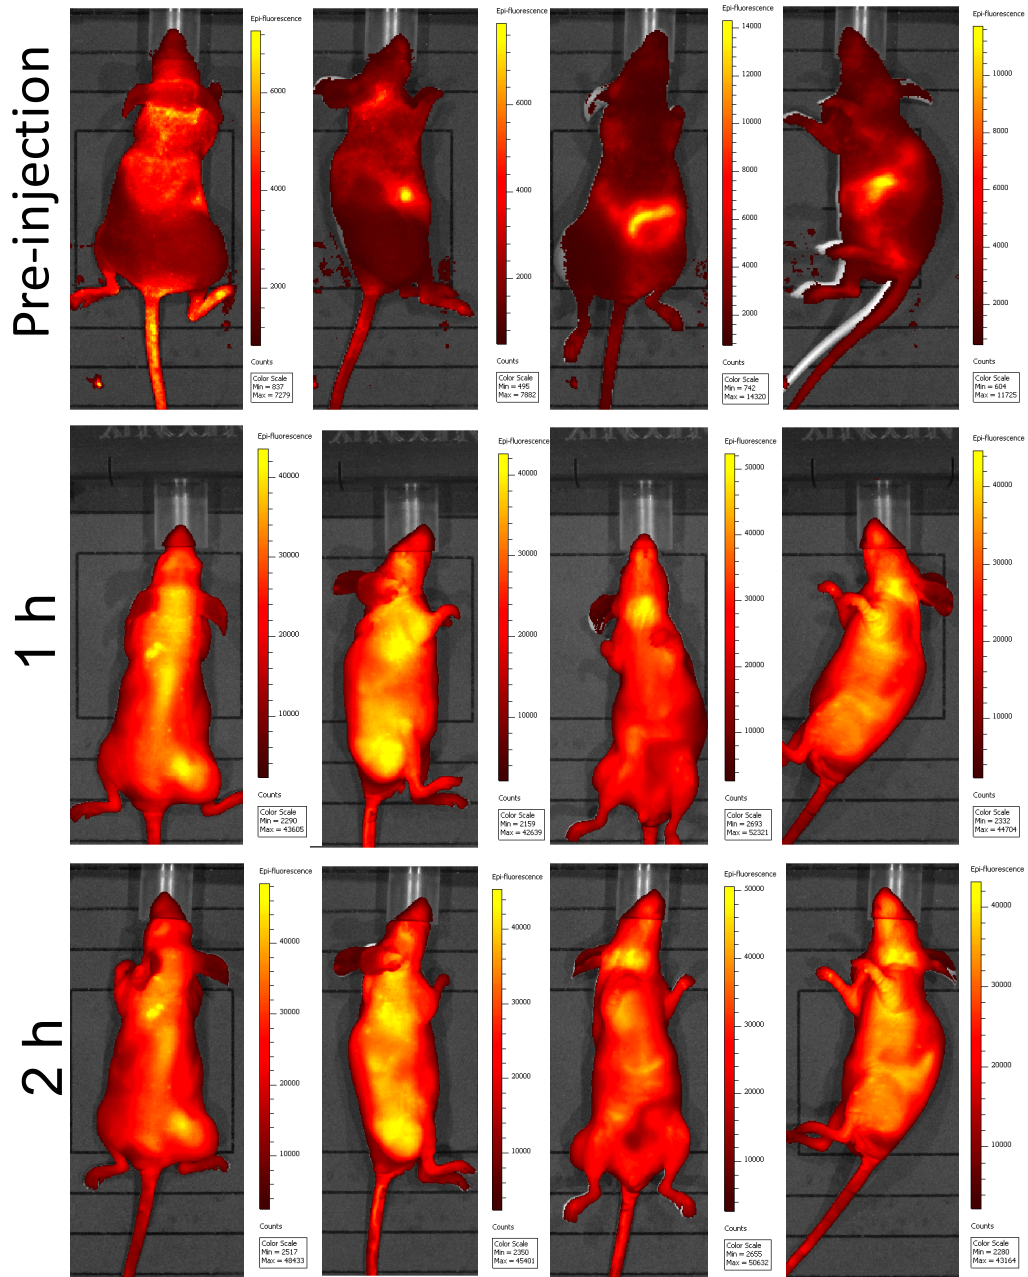 Pre-injection
Epi-fluorescence
6000
4000
2000
Counts
Color Scale
Min = 837
Max = 7279
Epi-fluorescence
6000
4000
2000
Counts
Color Scale
Min = 495
Max = 7882
Epi-fluorescence
14000
12000
10000
8000
6000
4000
2000
Counts
Color Scale
Min = 742
Max = 14320
Epi-fluorescence
10000
8000
6000
4000
2000
Counts
Color Scale
Min = 604
Max = 11725
1 h
Epi-fluorescence
40000
30000
20000
10000
Counts
Color Scale
Min = 2290
Max = 43605
Epi-fluorescence
40000
30000
20000
10000
Counts
Color Scale
Min = 2159
Max = 42639
Epi-fluorescence
50000
40000
30000
20000
10000
Counts
Color Scale
Min = 2693
Max = 52321
Epi-fluorescence
40000
30000
20000
10000
Counts
Color Scale
Min = 2332
Max = 44704
2 h
Epi-fluorescence
40000
30000
20000
10000
Counts
Color Scale
Min = 2517
Max = 48433
Epi-fluorescence
40000
30000
20000
10000
Counts
Color Scale
Min = 2350
Max = 45401
Epi-fluorescence
50000
40000
30000
20000
10000
Counts
Color Scale
Min = 2655
Max = 50632
Epi-fluorescence
40000
30000
20000
10000
Counts
Color Scale
Min = 2280
Max = 43164